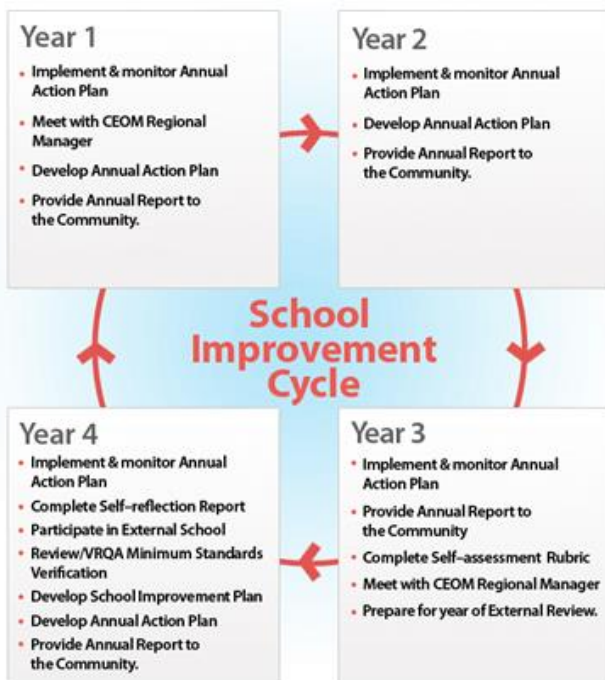 Year 1
• Implement & monitor Annual
Action Plan
• Meet with CEOM Regional
Manager
• Develop Annual Action Plan
• Provide Annual Report to
the Community.
Year 2
• Implement & monitor Annual
Action Plan
• Develop Annual Action Plan
• Provide Annual Report to
the Community.
School
Improvement
Cycle
Year 3
• Implement & monitor Annual
Action Plan
• Provide Annual Report to
the Community
• Complete Self–assessment Rubric
• Meet with CEOM Regional Manager
• Prepare for year of External Review.
Year 4
• Implement & monitor Annual
Action Plan
• Complete Self–reflection Report
• Participate in External School
• Review/VRQA Minimum Standards
Verification
• Develop School Improvement Plan
• Develop Annual Action Plan
• Provide Annual Report to
the Community.